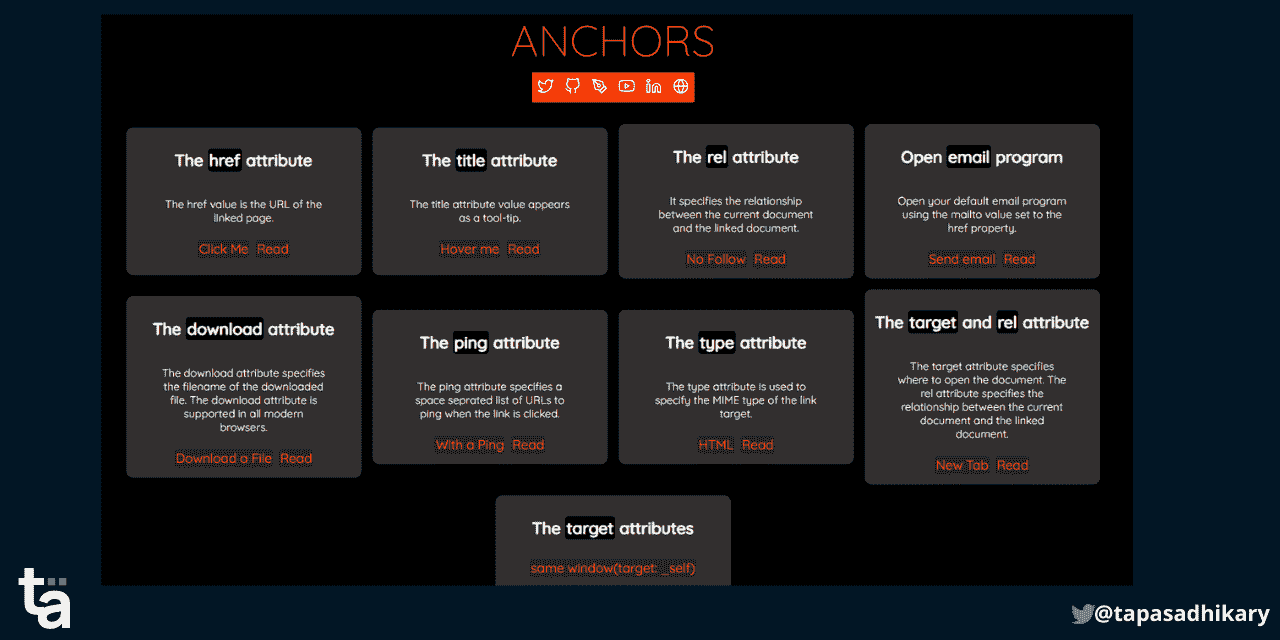 ANCHORS
The href attribute
The href value is the URL of the
linked page.
Click Me Read
The title attribute
The title attribute value appears
as a tool-tip.
Hover me Read
The rel attribute
It specifies the relationship
between the current document
and the linked document.
No Follow Read
Open email program
Open your default email program
using the mailto value set to the
href property.
Send email Read
The download attribute
The download attribute specifies
the filename of the downloaded
file. The download attribute is
supported in all modern
browsers.
Download a File Read
The ping attribute
The ping attribute specifies a
space seprated list of URLs to
ping when the link is clicked.
With a Ping Read
The type attribute
The type attribute is used to
specify the MIME type of the link
target.
HTML Read
The target and rel attribute
The target attribute specifies
where to open the document. The
rel attribute specifies the
relationship between the current
document and the linked
document.
New Tab Read
The target attributes
same window(target: _self)
ta
@tapasadhikary